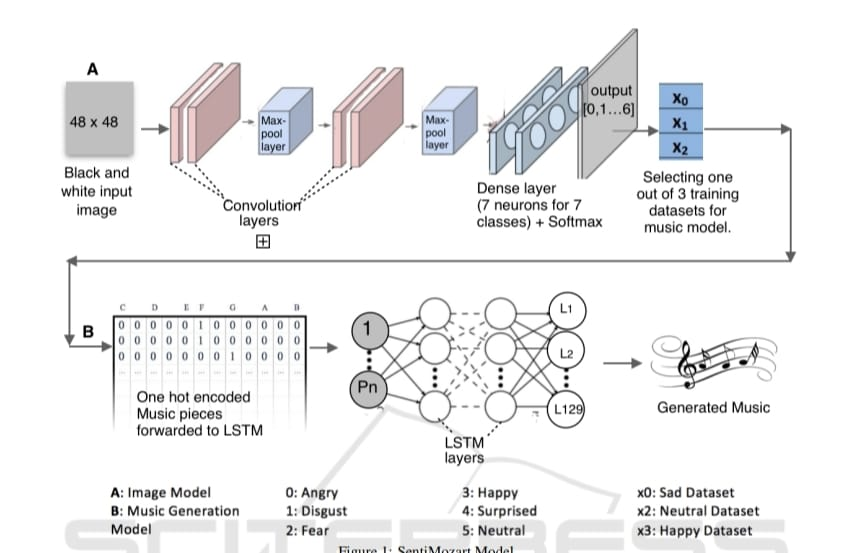 A
48 x 48
Black and
white input
image
Max-
pool
layer
Convolution
layers
Max-
pool
layer
output
[0,1...6]
Dense layer
(7 neurons for 7
classes) + Softmax
X0
X1
X2
Selecting one
out of 3 training
datasets for
music model.
B
C D E F G A B
0 0 0 0 0 1 0 0 0 0 0 0
0 0 0 0 0 1 0 0 0 0 0 0
0 0 0 0 0 0 0 1 0 0 0 0
One hot encoded
Music pieces
forwarded to LSTM
1
Pn
LSTM
layers
L1
L2
L129
Generated Music
A: Image Model
B: Music Generation
Model
0: Angry
1: Disgust
2: Fear
3: Happy
4: Surprised
5: Neutral
x0: Sad Dataset
x2: Neutral Dataset
x3: Happy Dataset
Figure 1: SentiMozart Model